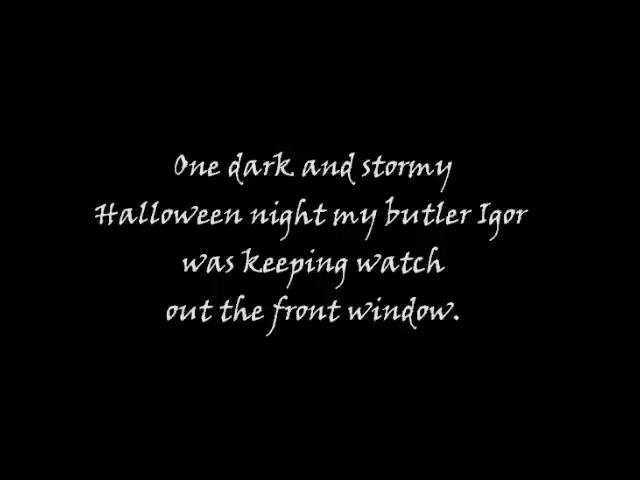 One dark and stormy
Halloween night my butler Igor
was keeping watch
out the front window.